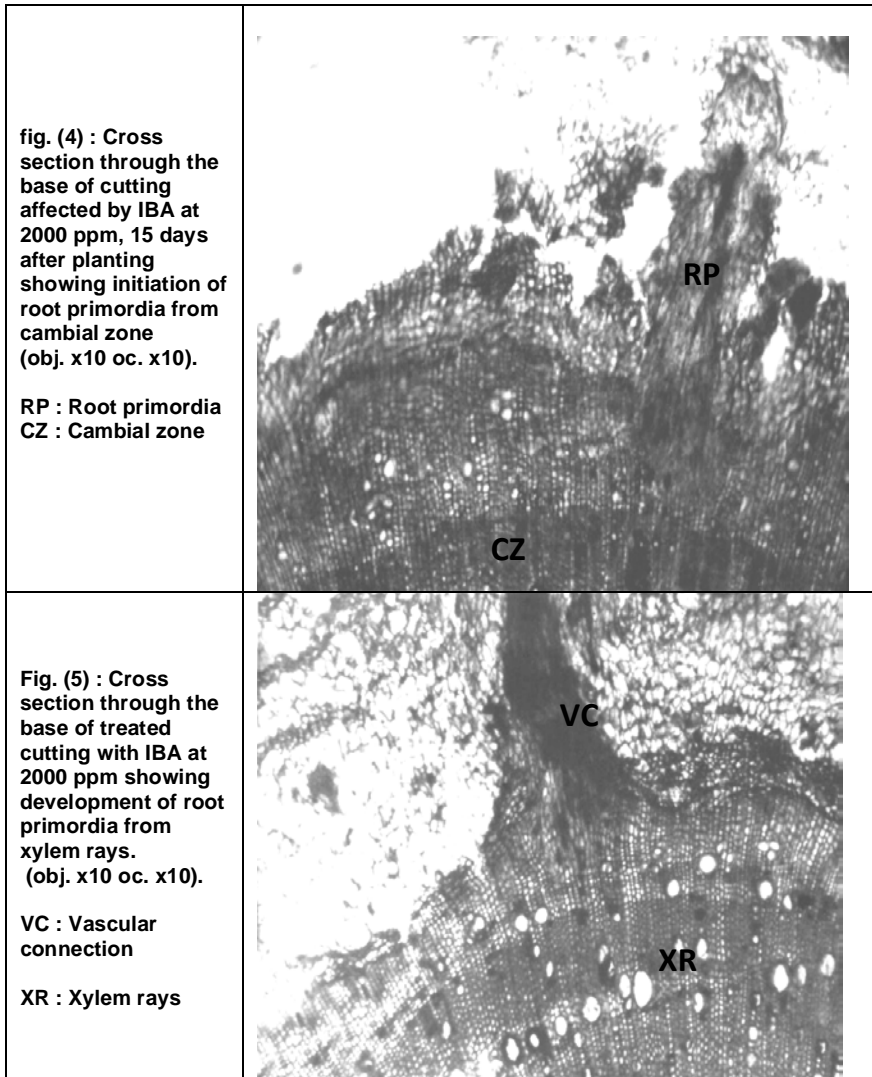 fig. (4) : Cross
section through the
base of cutting
affected by IBA at
2000 ppm, 15 days
after planting
showing initiation of
root primordia from
cambial zone
(obj. x10 oc. x10).
RP : Root primordia
CZ : Cambial zone
RP
CZ
Fig. (5) : Cross
section through the
base of treated
cutting with IBA at
2000 ppm showing
development of root
primordia from
xylem rays.
(obj. x10 oc. x10).
VC : Vascular
connection
XR : Xylem rays
VC
XR